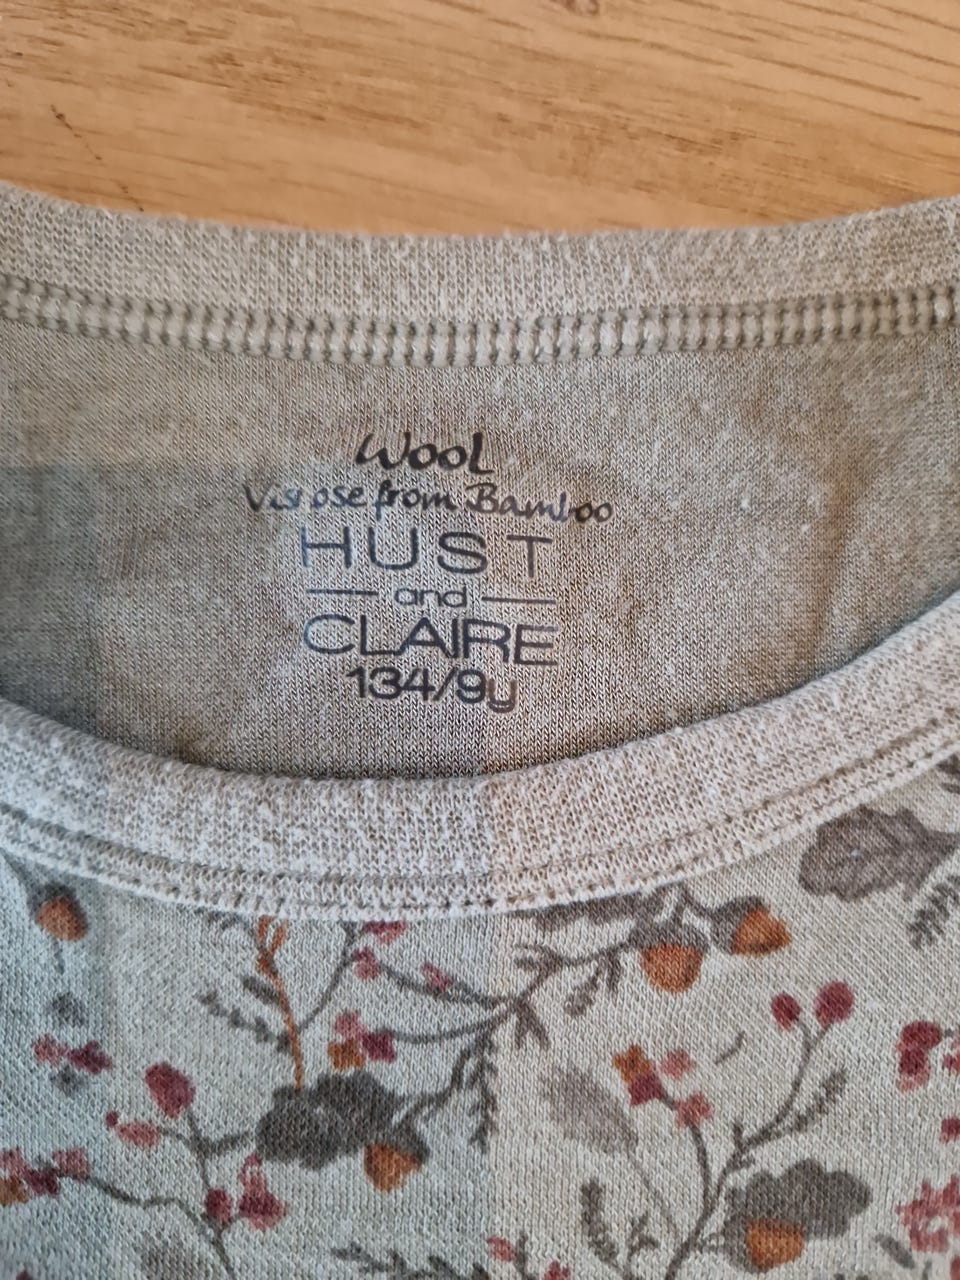 Wool
Viscose from Bamboo
HUST
and
CLAIRE
134/9y